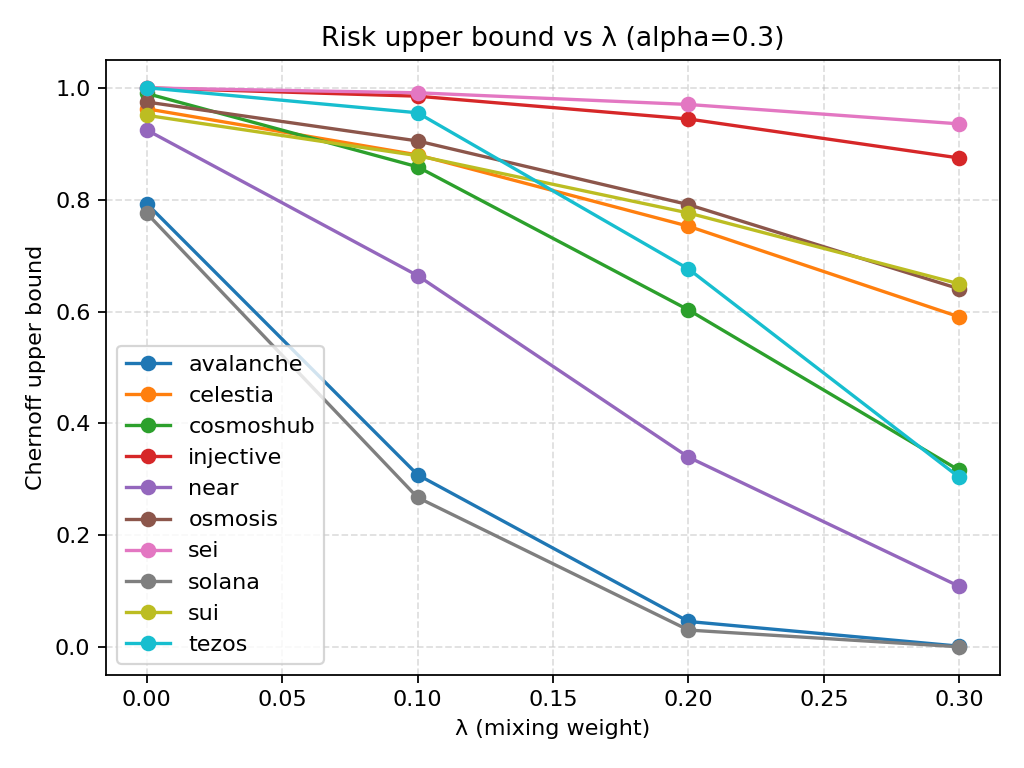 Risk upper bound vs λ (alpha=0.3)
Chernoff upper bound
1.0
0.8
0.6
0.4
0.2
0.0
avalanche
celestia
cosmoshub
injective
near
osmosis
sei
solana
sui
tezos
0.00 0.05 0.10 0.15 0.20 0.25 0.30
λ (mixing weight)